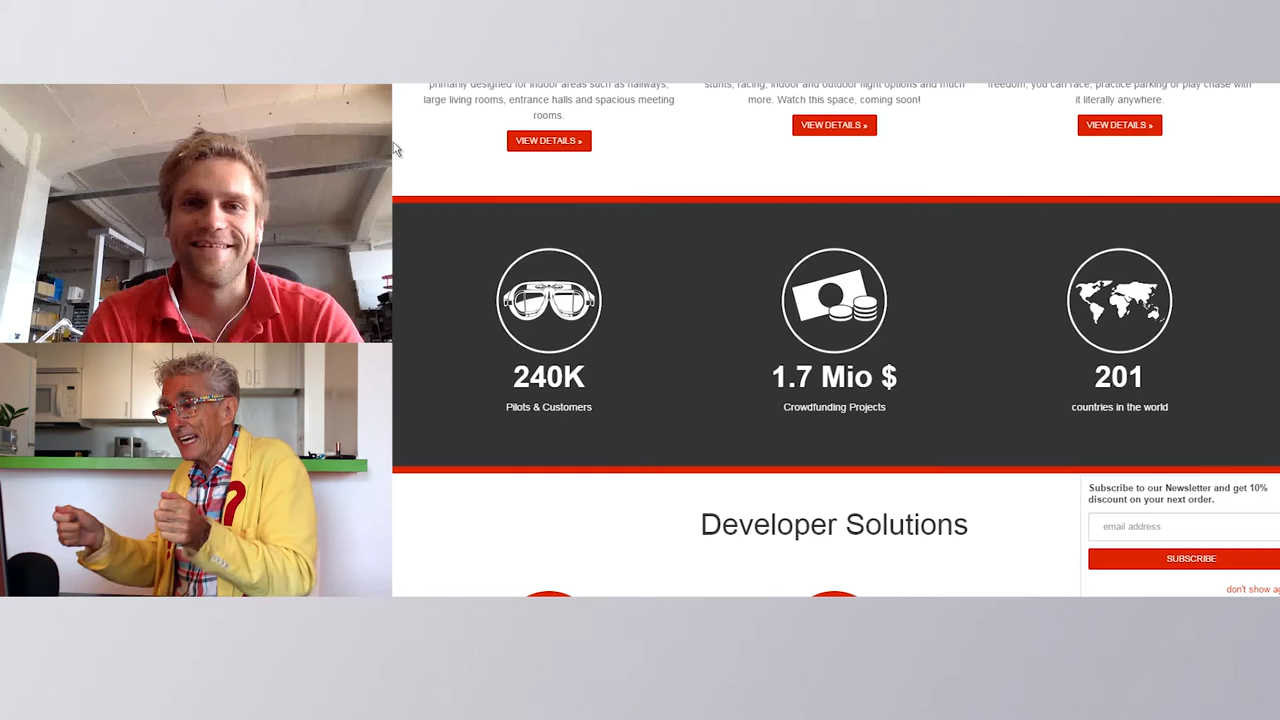 primarily designed for indoor areas such as hallways,
large living rooms, entrance halls and spacious meeting
rooms.
VIEW DETAILS »
stunts, racing, indoor and outdoor flight options and much
more. Watch this space, coming soon!
VIEW DETAILS »
freedom, you can race, practice parking or play chase with
it literally anywhere.
VIEW DETAILS »
240K
Pilots & Customers
1.7 Mio $
Crowdfunding Projects
201
countries in the world
Developer Solutions
Subscribe to our Newsletter and get 10%
discount on your next order.
email address
SUBSCRIBE
don't show ag